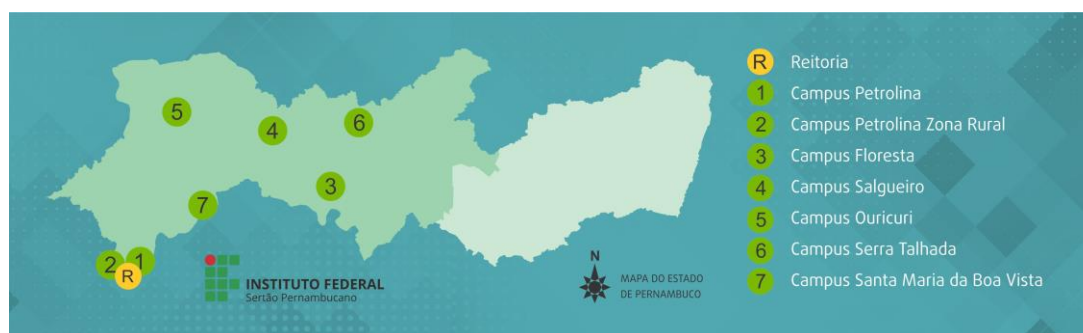 5
4
6
3
7
2
1
R
INSTITUTO FEDERAL
Sertão Pernambucano
N
MAPA DO ESTADO
DE PERNAMBUCO
R Reitoria
1 Campus Petrolina
2 Campus Petrolina Zona Rural
3 Campus Floresta
4 Campus Salgueiro
5 Campus Ouricuri
6 Campus Serra Talhada
7 Campus Santa Maria da Boa Vista